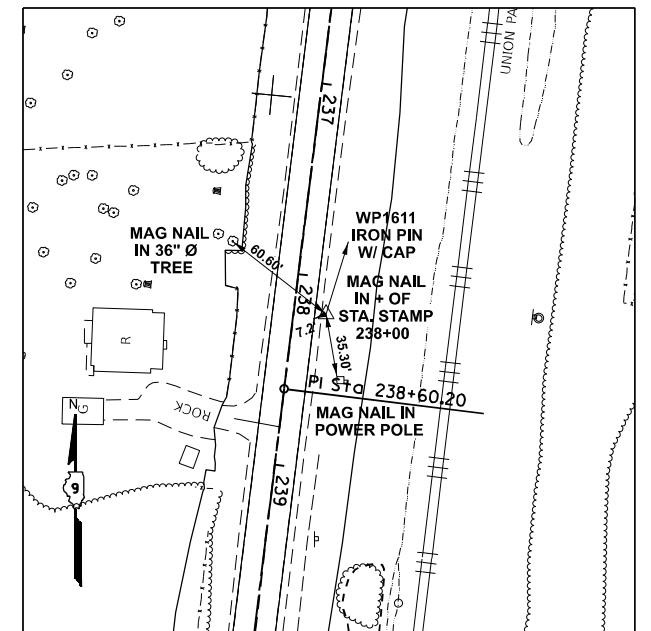 UNION PA
237
WP1611
IRON PIN
W/ CAP
MAG NAIL
IN 36" Ø
TREE
60.60'
MAG NAIL
IN + OF
STA. STAMP
238+00
238
7.2
35.30'
R
PI Sta 238+60.20
MAG NAIL IN
POWER POLE
ROCK
G
N
9
239